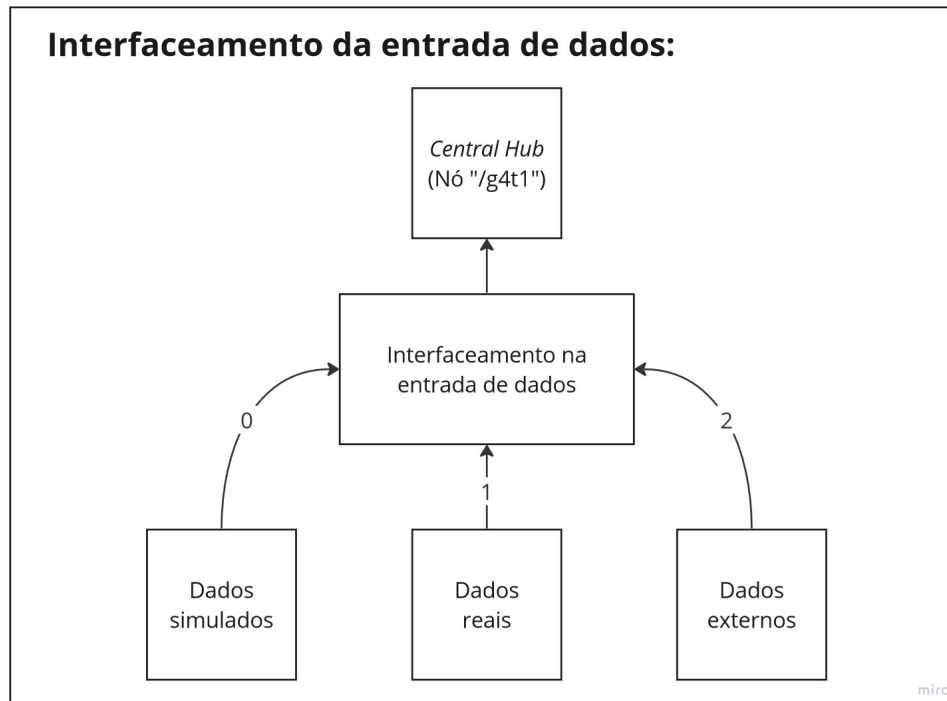 Interfaceamento da entrada de dados:
Central Hub
(Nó "/g4t1")
Interfaceamento na
entrada de dados
0
2
1
Dados
simulados
Dados
reais
Dados
externos